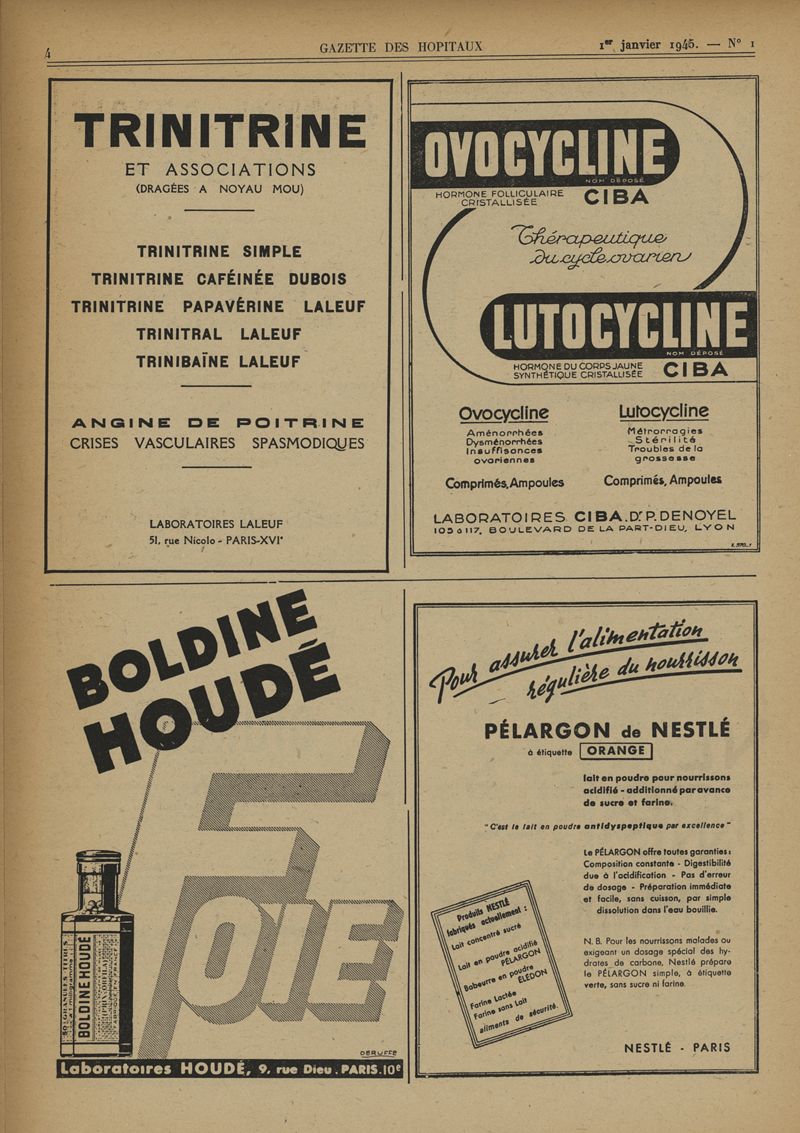 4
GAZETTE DES HOPITAUX
1er janvier 1945. — N° 1
TRINITRINE
ET ASSOCIATIONS
(DRAGÉES A NOYAU MOU)
TRINITRINE SIMPLE
TRINITRINE CAFÉINÉE DUBOIS
TRINITRINE PAPAVÉRINE LALEUF
TRINITRAL LALEUF
TRINIBAÏNE LALEUF
ANGINE DE POITRINE
CRISES VASCULAIRES SPASMODIQUES
LABORATOIRES LALEUF
51, rue Nicolo - PARIS-XVIe
OVOCYCLINE
NOM DÉPOSÉ
HORMONE FOLLICULAIRE
CRISTALLISÉE
CIBA
Thérapeutique
du cycle ovarien
LUTOCYCLINE
NOM DÉPOSÉ
HORMONE DU CORPS JAUNE
SYNTHÉTIQUE CRISTALLISÉE
CIBA
Ovocycline
Aménorrhées
Dysménorrhées
Insuffisances
ovariennes
Comprimés, Ampoules
Lutocycline
Métrorragies
Stérilité
Troubles de la
grossesse
Comprimés, Ampoules
LABORATOIRES CIBA. Dr P. DENOYEL
103 à 117, BOULEVARD DE LA PART-DIEU, LYON
BOLDINE
HOUDÉ
FOIE
50 GRANULES TITRÉS
BOLDINE HOUDÉ
DERUFFE
Laboratoires HOUDÉ, 9, rue Dieu. PARIS.10e
Pour assurer l'alimentation
régulière du nourrisson
PÉLARGON de NESTLÉ
à étiquette ORANGE
lait en poudre pour nourrissons
acidifié - additionné par avance
de sucre et farine.
"C'est le lait en poudre antidyspeptique par excellence"
Le PÉLARGON offre toutes garanties :
Composition constante - Digestibilité
due à l'acidification - Pas d'erreur
de dosage - Préparation immédiate
et facile, sans cuisson, par simple
dissolution dans l'eau bouillie.
Produits NESTLÉ
fabriqués actuellement :
Lait concentré sucré
Lait en poudre acidifié
PÉLARGON
Babeurre en poudre
ÉLÉDON
Farine Lactée
Farine sans lait
aliments de sécurité.
N. B. Pour les nourrissons malades ou
exigeant un dosage spécial des hy-
drates de carbone, Nestlé prépare
le PÉLARGON simple, à étiquette
verte, sans sucre ni farine.
NESTLÉ - PARIS